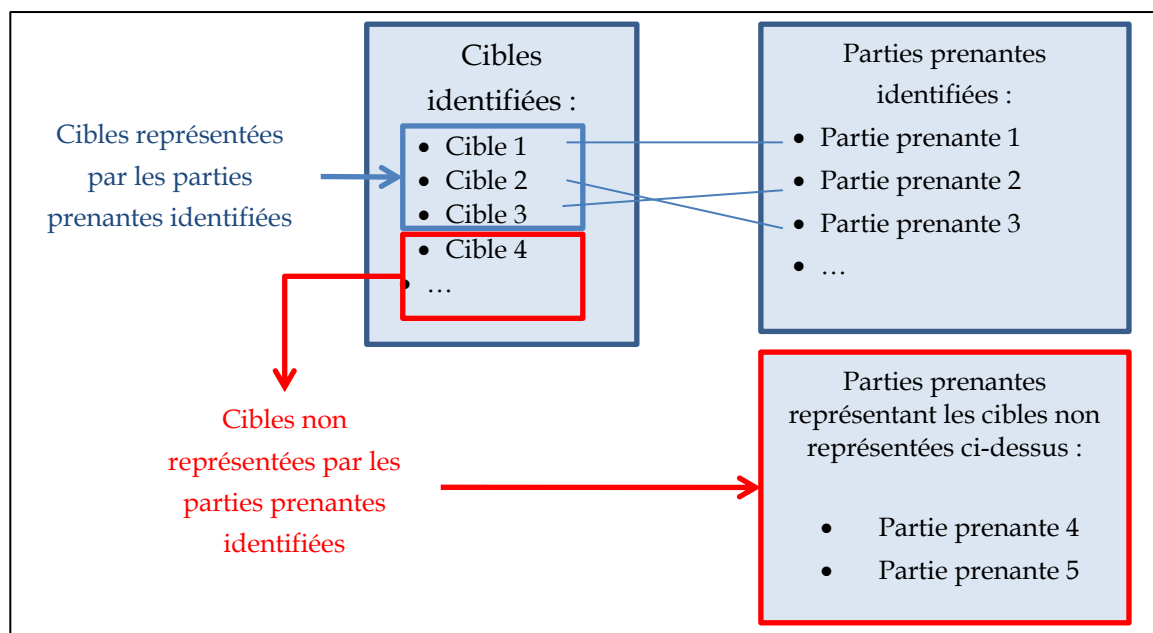 Cibles représentées
par les parties
prenantes identifiées
Cibles
identifiées :
• Cible 1
• Cible 2
• Cible 3
• Cible 4
• …
Parties prenantes
identifiées :
• Partie prenante 1
• Partie prenante 2
• Partie prenante 3
• …
Cibles non
représentées par les
parties prenantes
identifiées
Parties prenantes
représentant les cibles non
représentées ci-dessus :
• Partie prenante 4
• Partie prenante 5